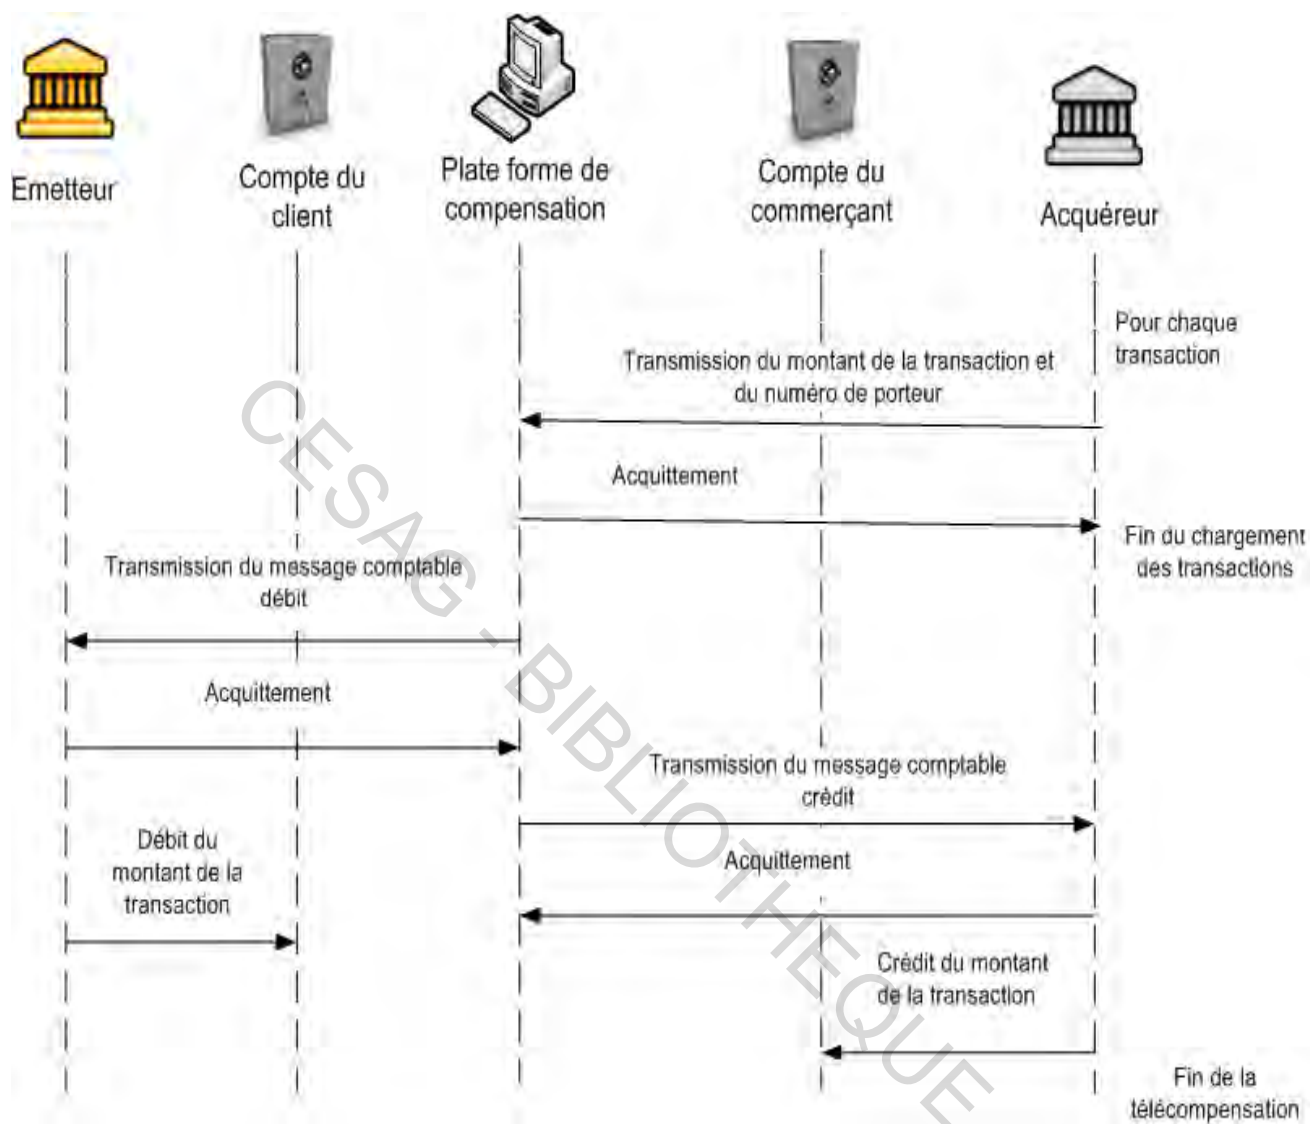 Emetteur
Compte du
client
Plate forme de
compensation
Compte du
commerçant
Acquéreur
Pour chaque
transaction
Transmission du montant de la transaction et
du numéro de porteur
Acquittement
Fin du chargement
des transactions
Transmission du message comptable
débit
Acquittement
Transmission du message comptable
crédit
Débit du
montant de la
transaction
Acquittement
Crédit du montant
de la transaction
Fin de la
télécompensation
CESAG - BIBLIOTHEQUE